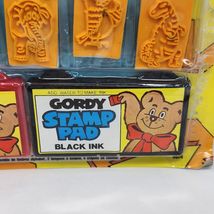 ADD WATER TO MAKE INK
GORDY
STAMP
PAD
BLACK INK